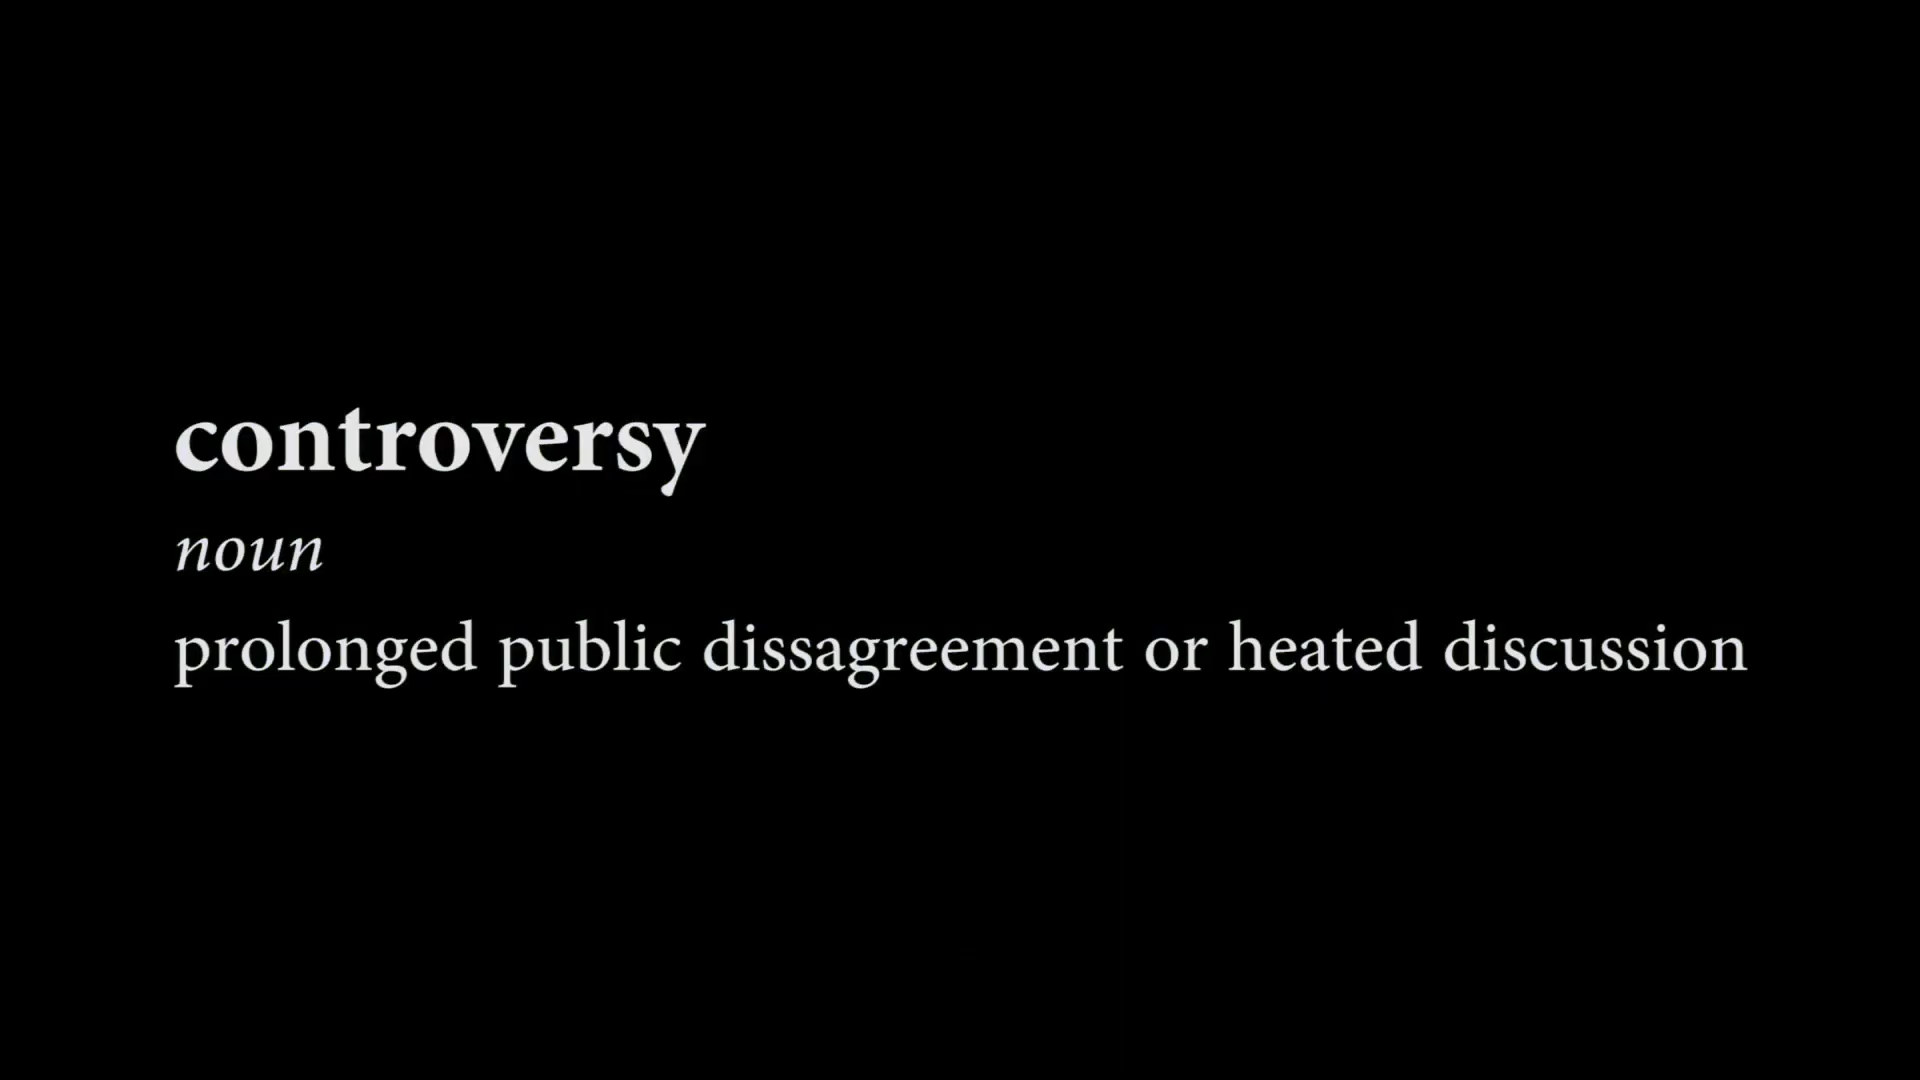 controversy
noun
prolonged public dissagreement or heated discussion